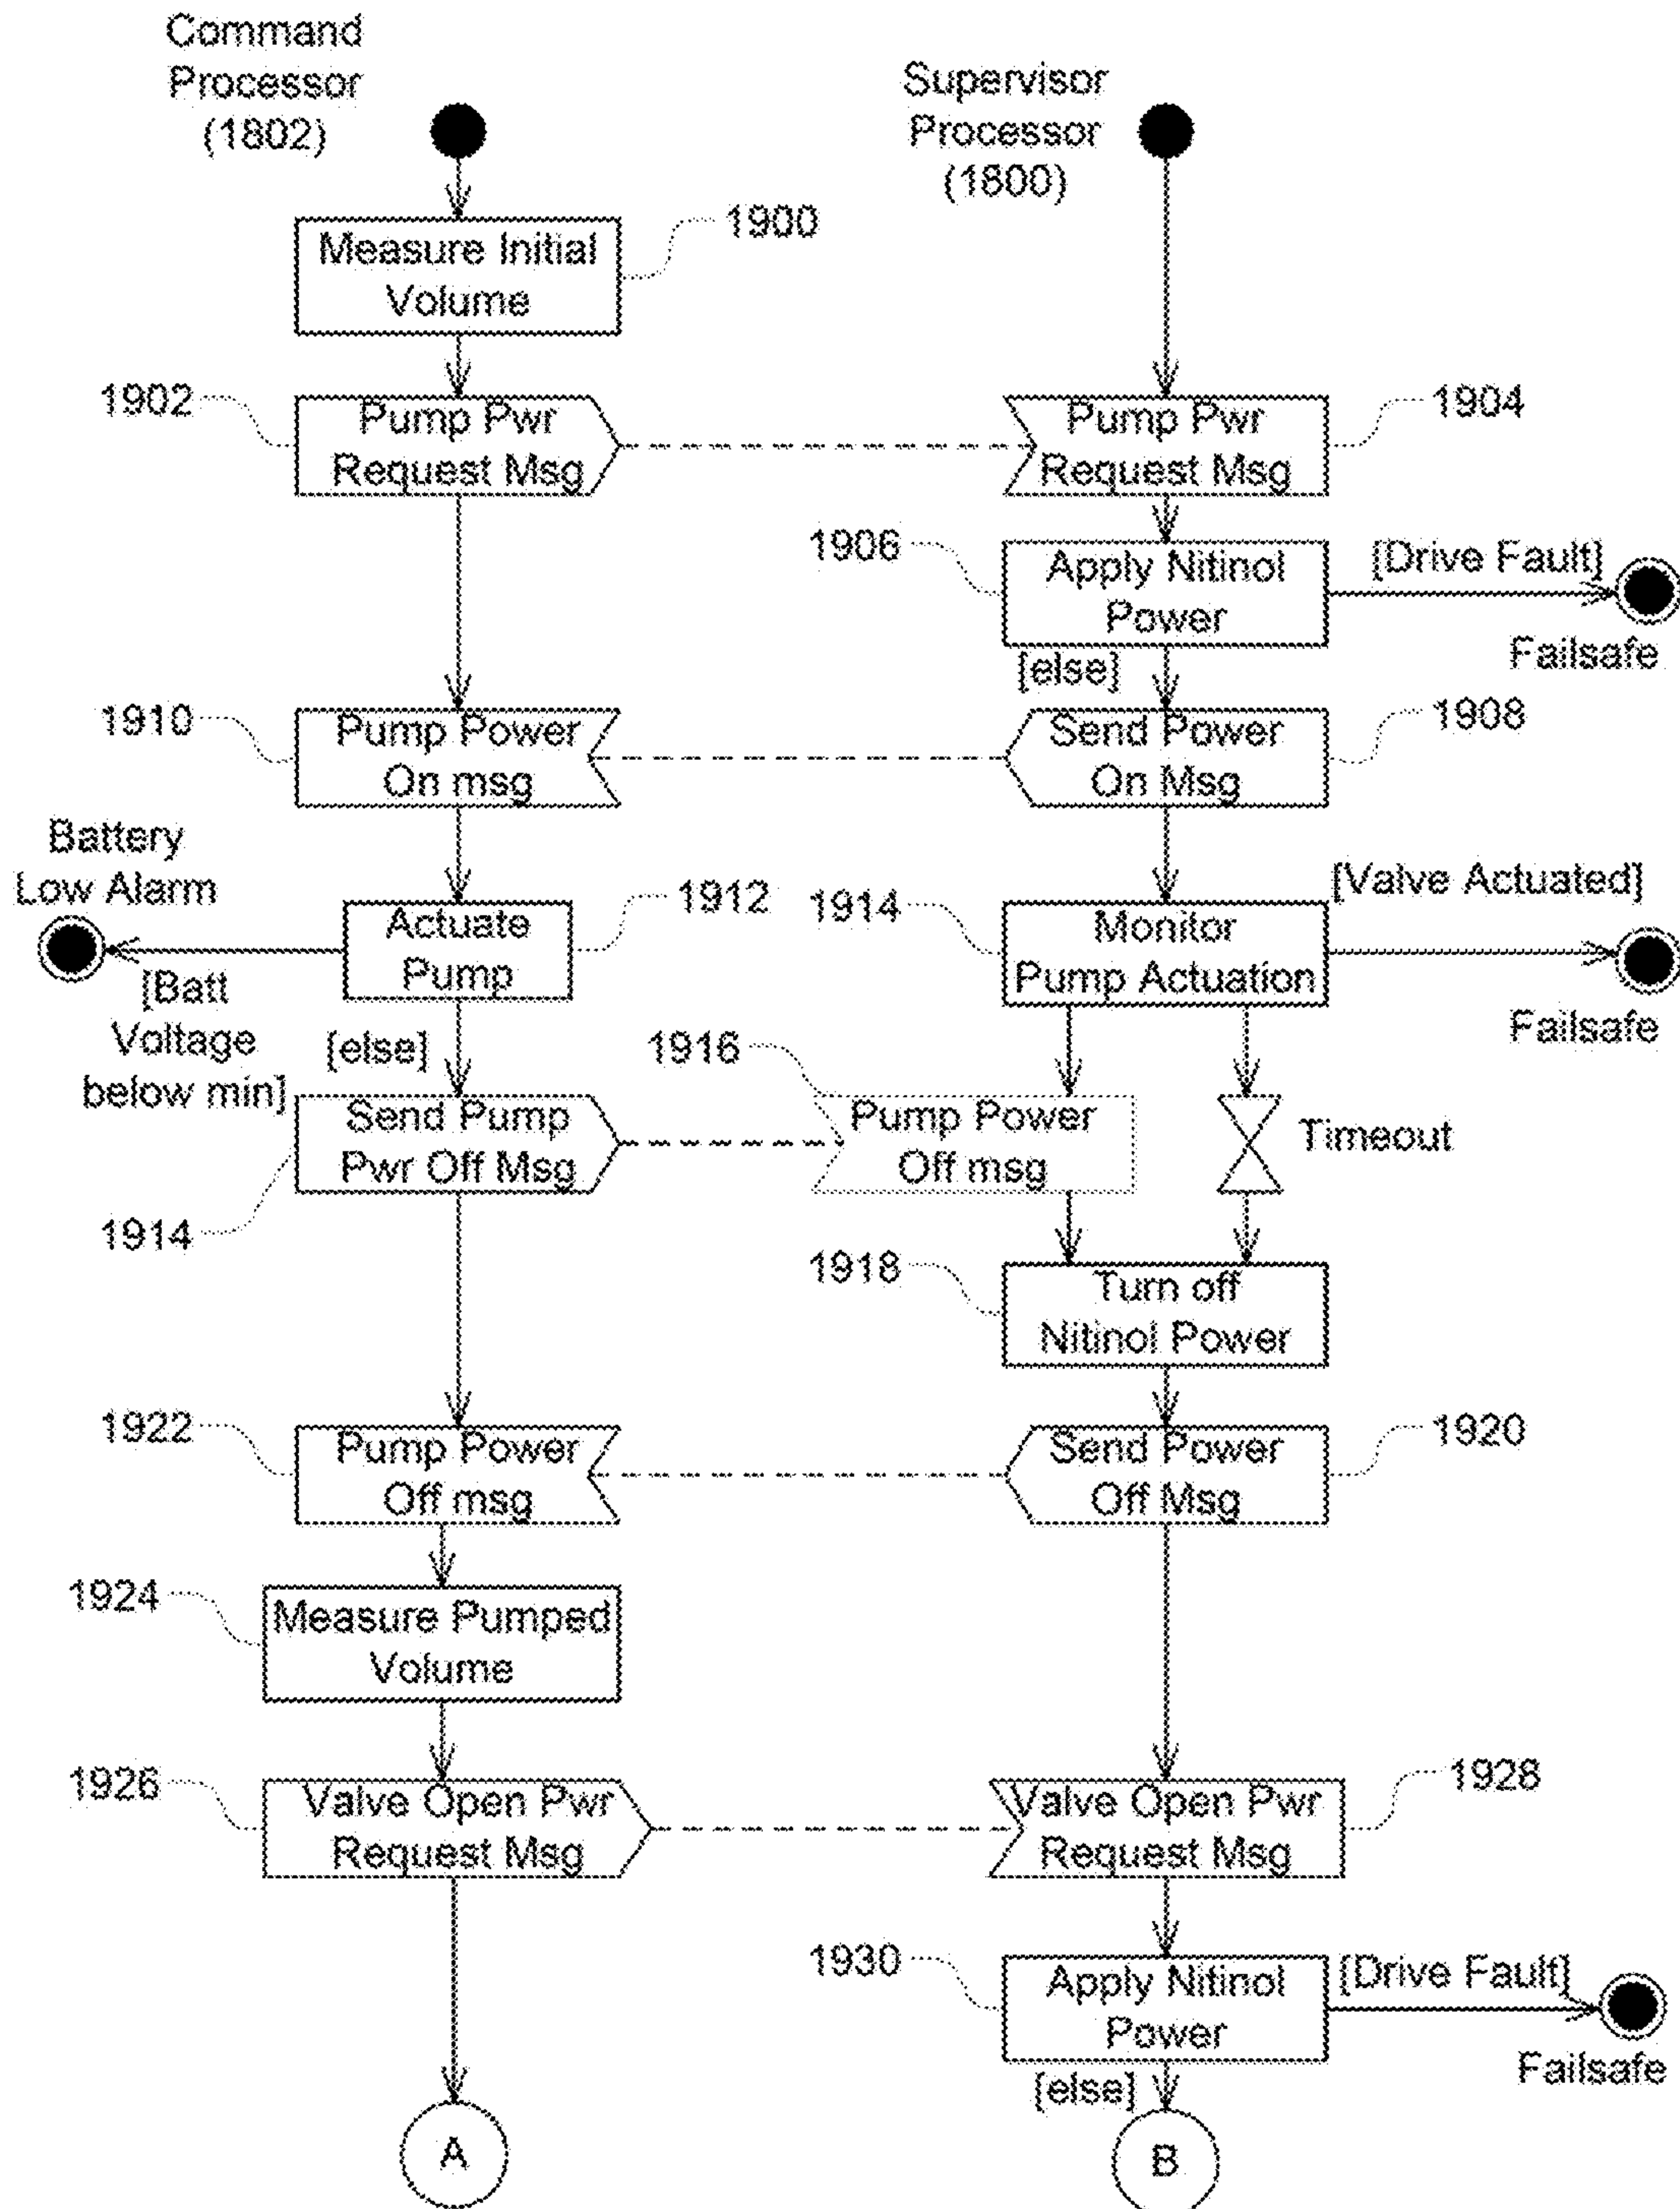 Command
Processor
(1802)
Supervisor
Processor
(1800)
Measure Initial
Volume
1900
1902
Pump Pwr
Request Msg
Pump Pwr
Request Msg
1904
1906
Apply Nitinol
Power
[Drive Fault]
Failsafe
[else]
1910
Pump Power
On msg
Send Power
On Msg
1908
Battery
Low Alarm
Actuate
Pump
1912
1914
Monitor
Pump Actuation
[Valve Actuated]
Failsafe
[Batt
Voltage
below min]
[else]
1916
Send Pump
Pwr Off Msg
Pump Power
Off msg
Timeout
1914
1918
Turn off
Nitinol Power
1922
Pump Power
Off msg
Send Power
Off Msg
1920
1924
Measure Pumped
Volume
1926
Valve Open Pwr
Request Msg
Valve Open Pwr
Request Msg
1928
1930
Apply Nitinol
Power
[Drive Fault]
Failsafe
[else]
A
B